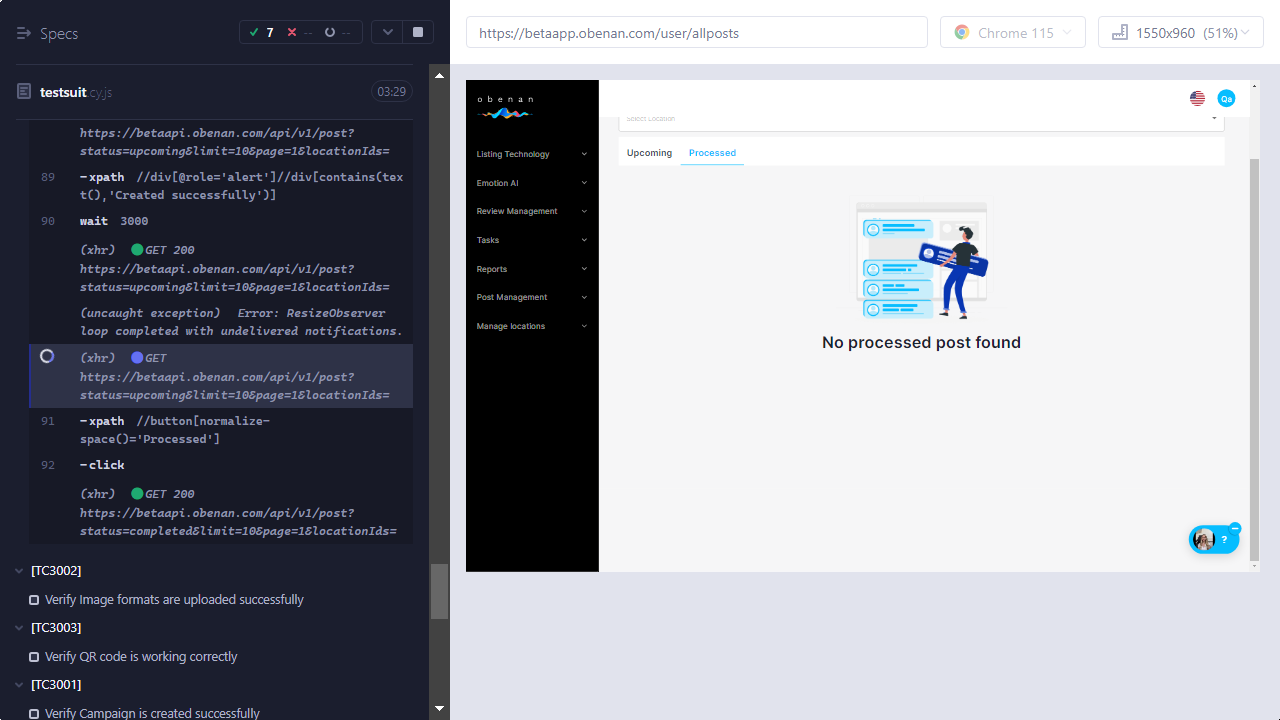 Specs
7
--
--
https://betaapp.obenan.com/user/allposts
Chrome 115
1550x960 (51%)
testsuit.cy.js
03:29
https://betaapi.obenan.com/api/v1/post?
status=upcoming&limit=10&page=1&locationIds=
89 -xpath //div[@role='alert']//div[contains(tex
t(),'Created successfully')]
90 wait 3000
(xhr) GET 200
https://betaapi.obenan.com/api/v1/post?
status=upcoming&limit=10&page=1&locationIds=
(uncaught exception) Error: ResizeObserver
loop completed with undelivered notifications.
(xhr) GET
https://betaapi.obenan.com/api/v1/post?
status=upcoming&limit=10&page=1&locationIds=
91 -xpath //button[normalize-
space()='Processed']
92 -click
(xhr) GET 200
https://betaapi.obenan.com/api/v1/post?
status=completed&limit=10&page=1&locationIds=
[TC3002]
Verify Image formats are uploaded successfully
[TC3003]
Verify QR code is working correctly
[TC3001]
Verify Campaign is created successfully
obenan
Listing Technology
Emotion AI
Review Management
Tasks
Reports
Post Management
Manage locations
Qa
Select Location
Upcoming Processed
No processed post found
?